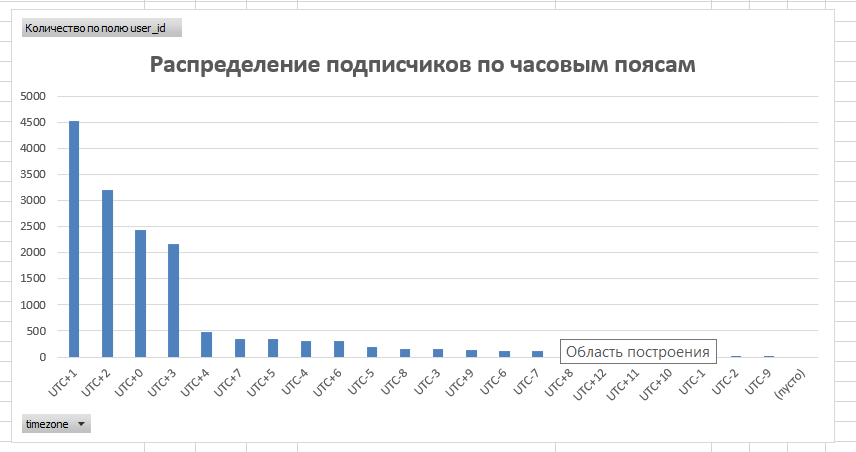 Количество по полю user_id
Распределение подписчиков по часовым поясам
5000
4500
4000
3500
3000
2500
2000
1500
1000
500
0
Область построения
UTC+1 UTC+2 UTC+0 UTC+3 UTC+4 UTC+7 UTC+5 UTC-4 UTC+6 UTC-5 UTC-8 UTC-3 UTC+9 UTC-6 UTC-7 UTC+8 UTC+12 UTC+11 UTC+10 UTC-1 UTC-2 UTC-9 (пусто)
timezone